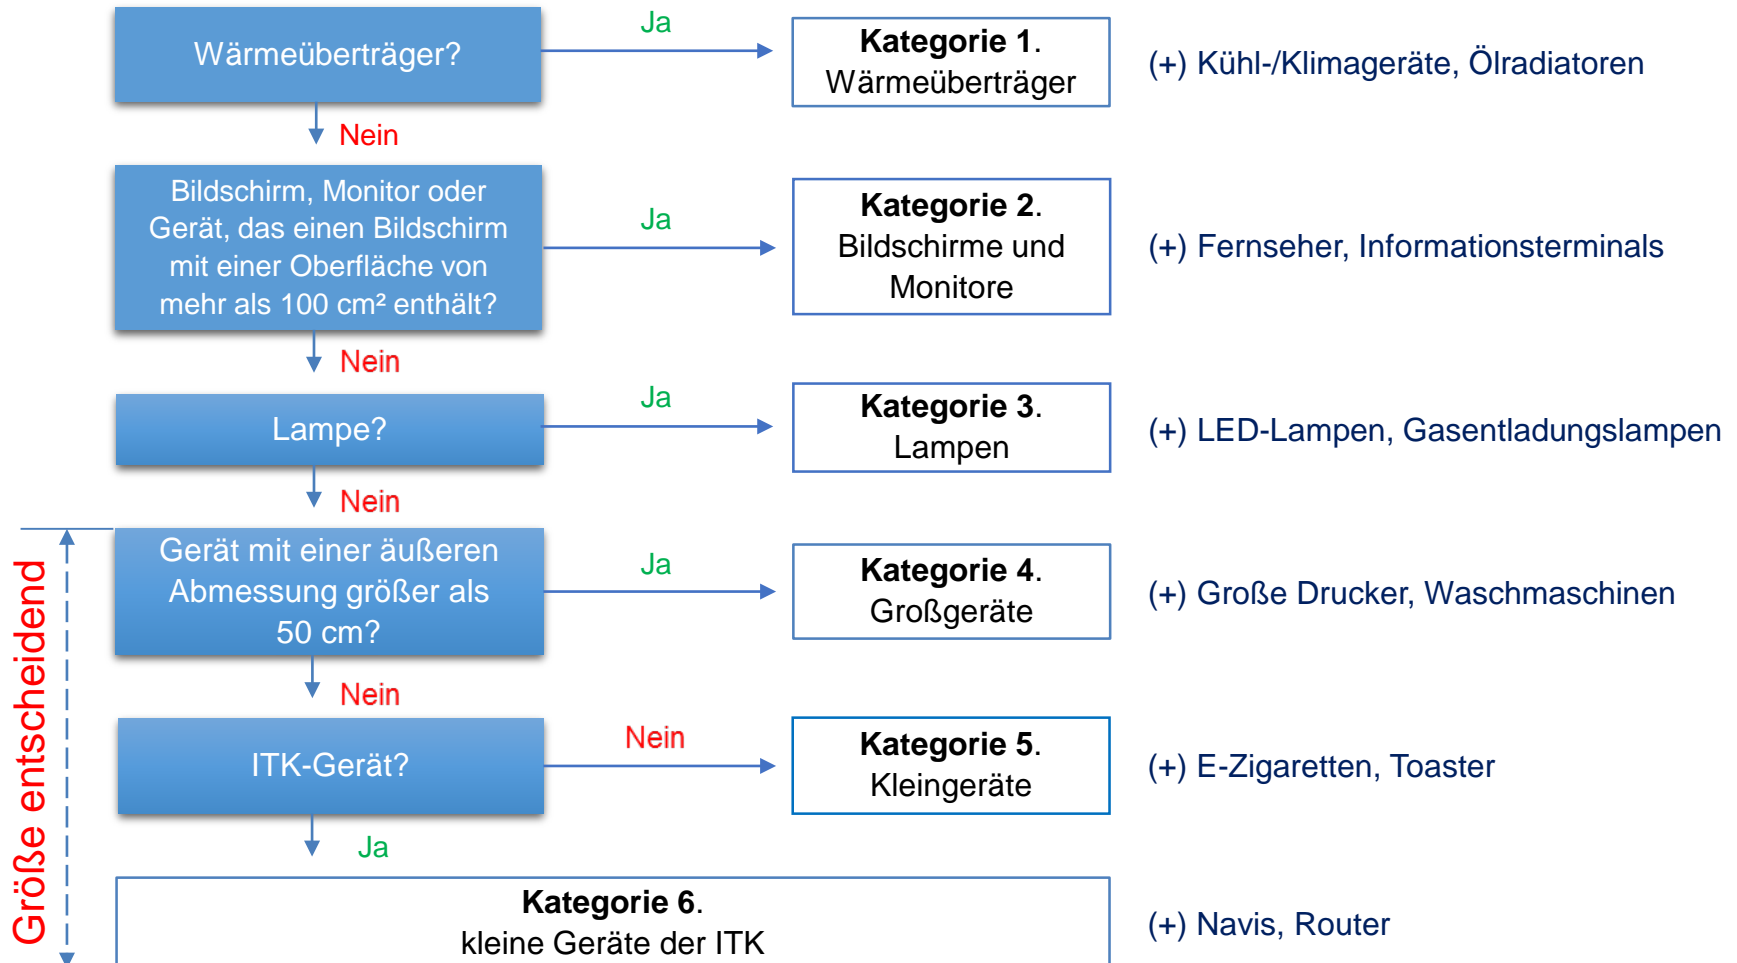 Wärmeüberträger?
Ja
Kategorie 1.
Wärmeüberträger
(+) Kühl-/Klimageräte, Ölradiatoren
Nein
Bildschirm, Monitor oder
Gerät, das einen Bildschirm
mit einer Oberfläche von
mehr als 100 cm² enthält?
Ja
Kategorie 2.
Bildschirme und
Monitore
(+) Fernseher, Informationsterminals
Nein
Lampe?
Ja
Kategorie 3.
Lampen
(+) LED-Lampen, Gasentladungslampen
Nein
Größe entscheidend
Gerät mit einer äußeren
Abmessung größer als
50 cm?
Ja
Kategorie 4.
Großgeräte
(+) Große Drucker, Waschmaschinen
Nein
ITK-Gerät?
Nein
Kategorie 5.
Kleingeräte
(+) E-Zigaretten, Toaster
Ja
Kategorie 6.
kleine Geräte der ITK
(+) Navis, Router